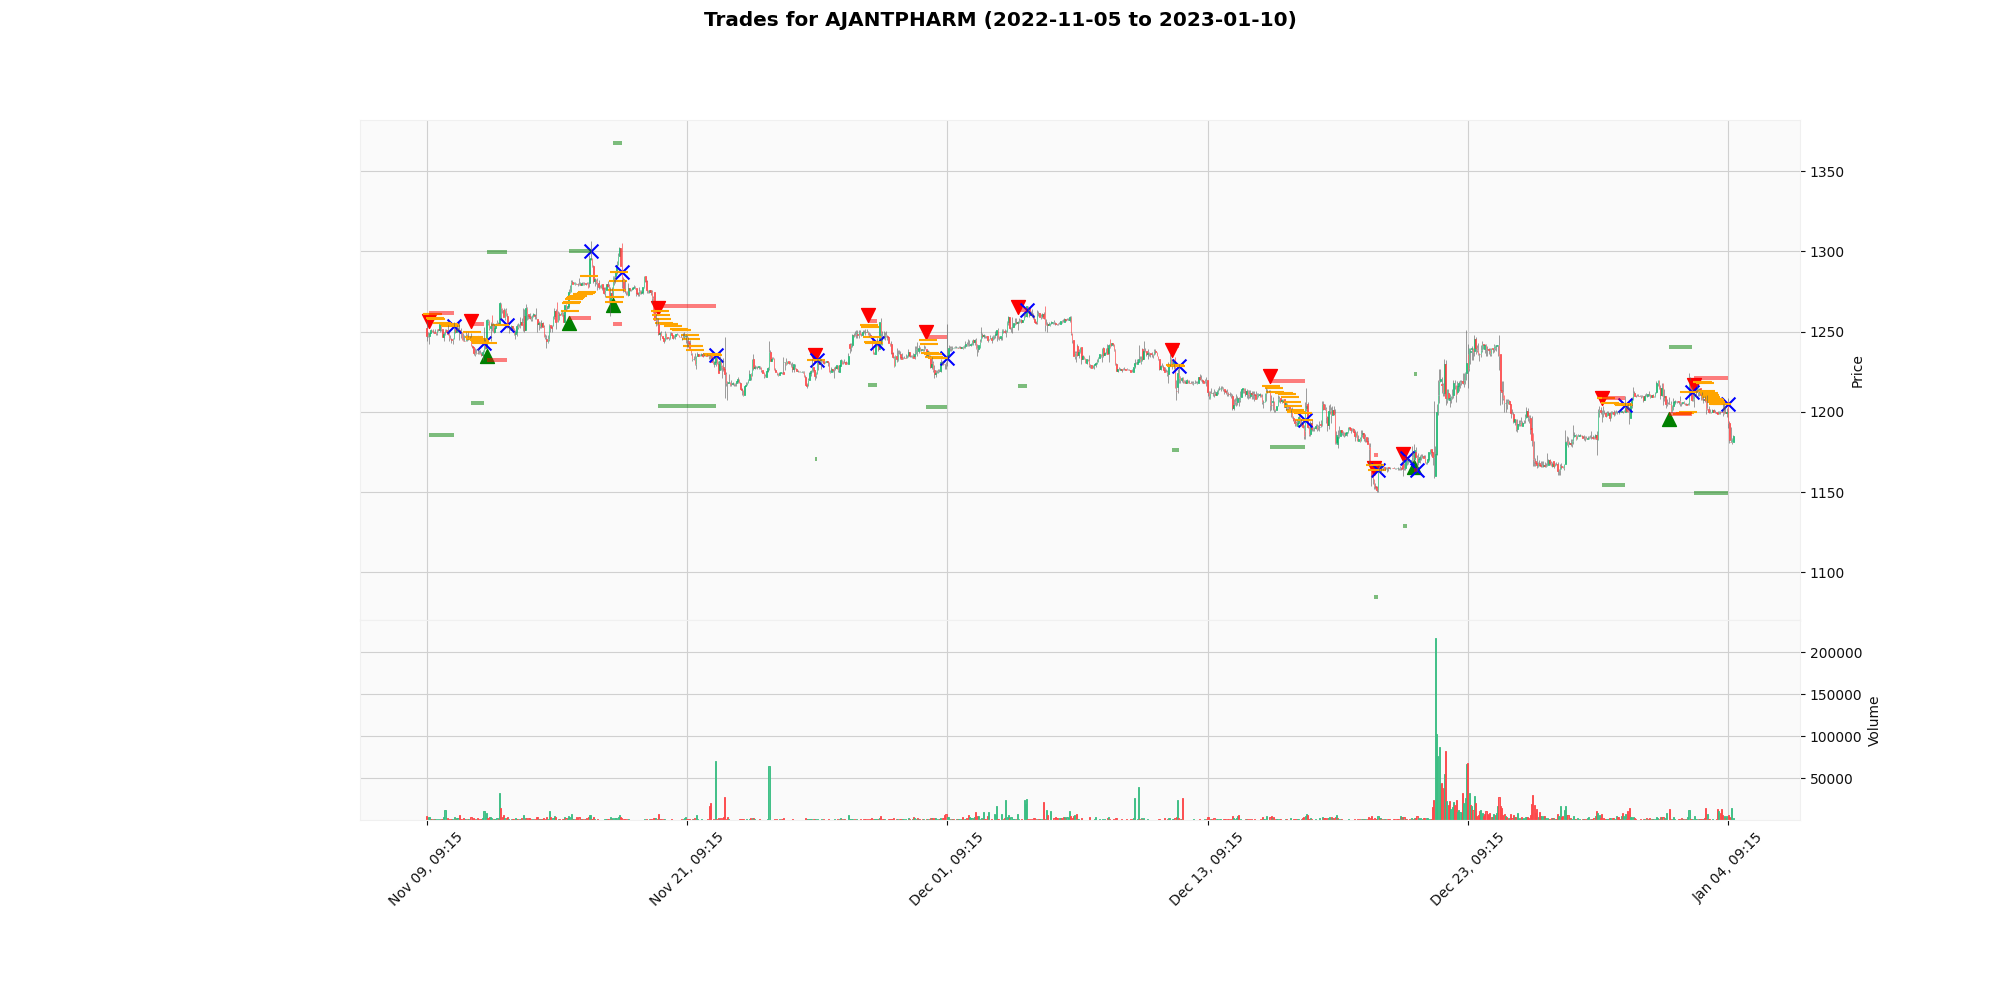 Trades for AJANTPHARM (2022-11-05 to 2023-01-10)
1350
1300
1250
1200
1150
1100
Price
200000
150000
100000
50000
Volume
Nov 09, 09:15
Nov 21, 09:15
Dec 01, 09:15
Dec 13, 09:15
Dec 23, 09:15
Jan 04, 09:15